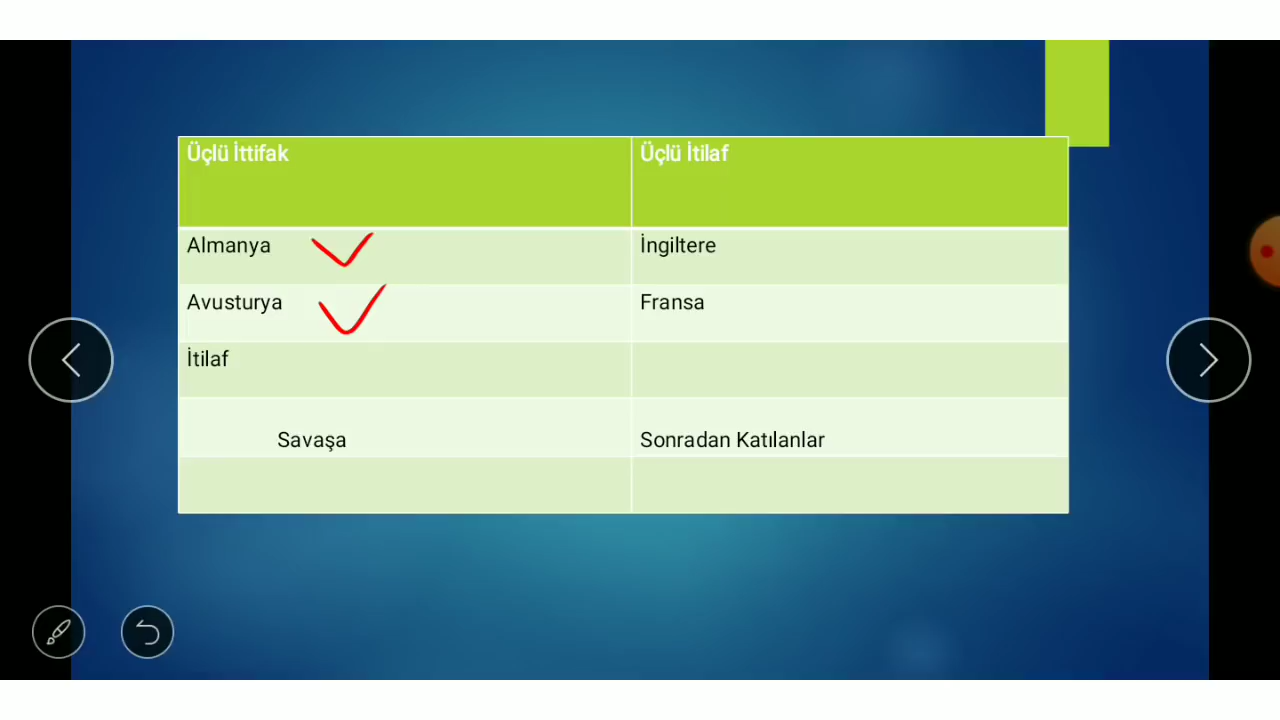 Üçlü İttifak
Üçlü İtilaf
Almanya
İngiltere
Avusturya
Fransa
İtilaf
Savaşa
Sonradan Katılanlar